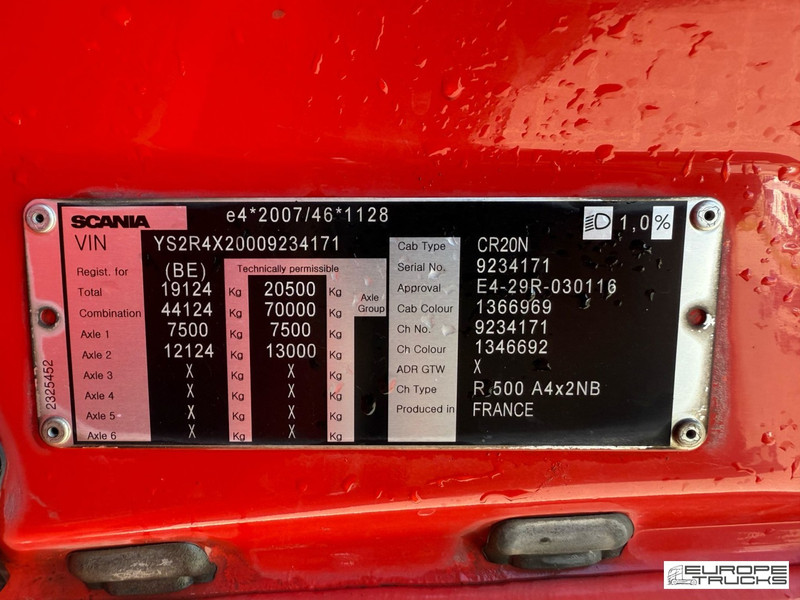 SCANIA e4*2007/46*1128 1,0%
VIN YS2R4X20009234171
Regist. for (BE) Technically permissible
Total 19124 Kg 20500 Kg Axle Group
Combination 44124 Kg 70000 Kg
Axle 1 7500 Kg 7500 Kg
Axle 2 12124 Kg 13000 Kg
Axle 3 X Kg X Kg
Axle 4 X Kg X Kg
Axle 5 X Kg X Kg
Axle 6 X Kg X Kg
Cab Type CR20N
Serial No. 9234171
Approval E4-29R-030116
Cab Colour 1366969
Ch No. 9234171
Ch Colour 1346692
ADR GTW X
Ch Type R 500 A4x2NB
Produced in FRANCE
2325452
EUROPE
TRUCKS